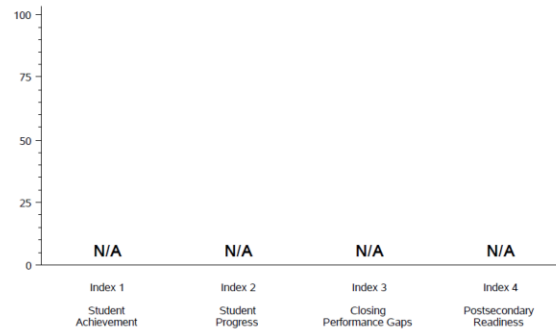 100
75
50
25
0
N/A N/A N/A N/A
Index 1 Index 2 Index 3 Index 4
Student Student Closing Postsecondary
Achievement Progress Performance Gaps Readiness